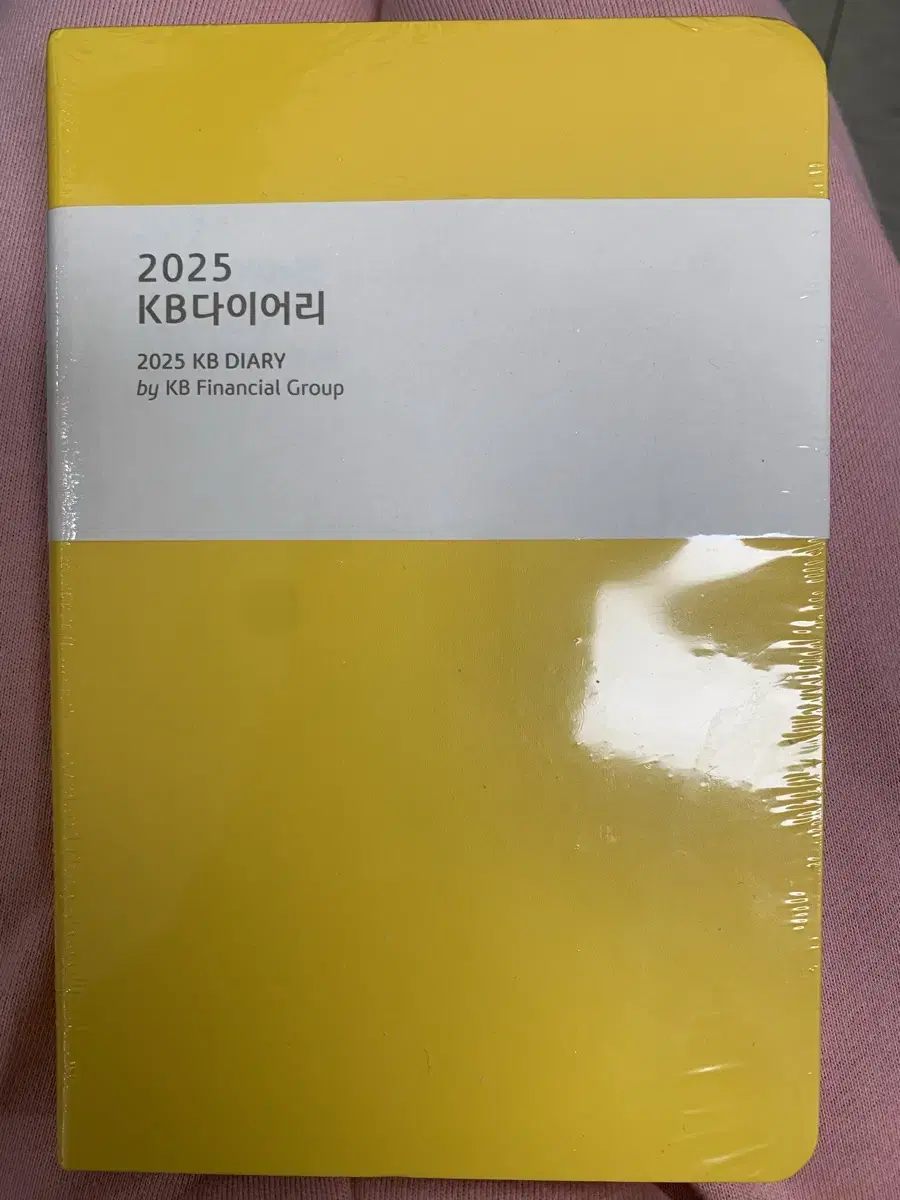 2025
KB다이어리
2025 KB DIARY
by KB Financial Group